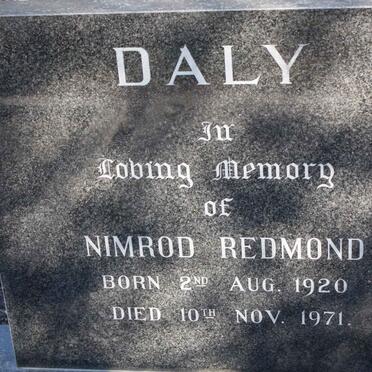 DALY
In
Loving Memory
of
NIMROD REDMOND
BORN 2ND AUG. 1920
DIED 10TH NOV. 1971.